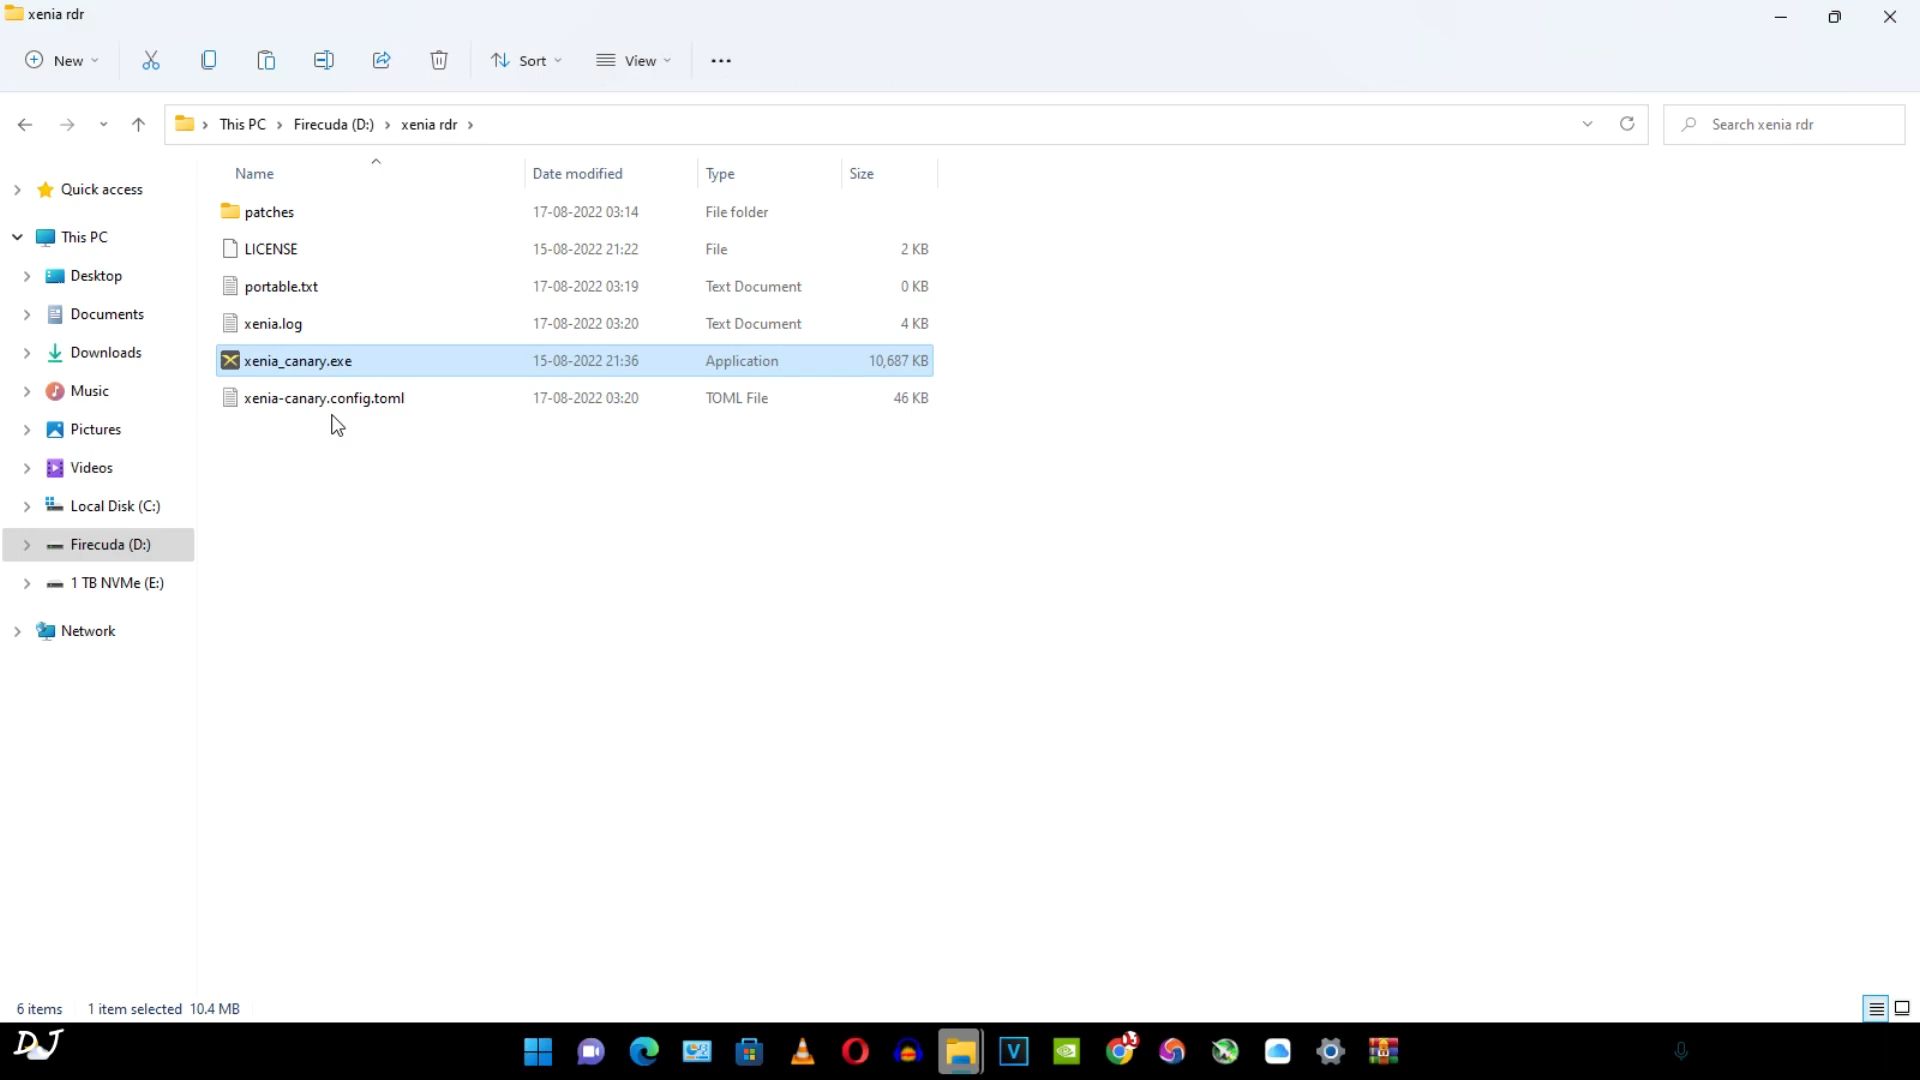 xenia rdr
New
Sort
View
This PC
Firecuda (D:)
xenia rdr
Search xenia rdr
Name
Date modified
Type
Size
patches 17-08-2022 03:14 File folder
LICENSE 15-08-2022 21:22 File 2 KB
portable.txt 17-08-2022 03:19 Text Document 0 KB
xenia.log 17-08-2022 03:20 Text Document 4 KB
xenia_canary.exe 15-08-2022 21:36 Application 10,687 KB
xenia-canary.config.toml 17-08-2022 03:20 TOML File 46 KB
Quick access
This PC
Desktop
Documents
Downloads
Music
Pictures
Videos
Local Disk (C:)
Firecuda (D:)
1 TB NVMe (E:)
Network
6 items 1 item selected 10.4 MB
DJ
V
13